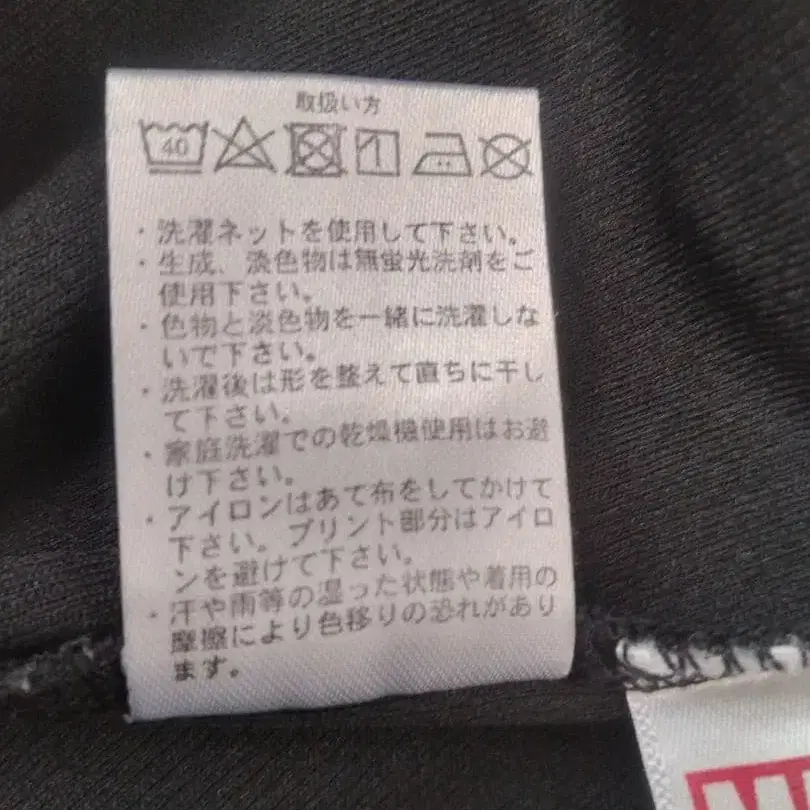 取扱い方
40
・洗濯ネットを使用して下さい。
・生成、淡色物は無蛍光洗剤をご
使用下さい。
・色物と淡色物を一緒に洗濯しな
いで下さい。
・洗濯後は形を整えて直ちに干し
て下さい。
・家庭洗濯での乾燥機使用はお避
け下さい。
・アイロンはあて布をしてかけて
下さい。プリント部分はアイロ
ンを避けて下さい。
・汗や雨等の湿った状態や着用の
摩擦により色移りの恐れがあり
ます。